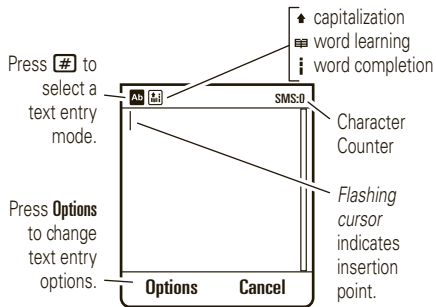 capitalization
word learning
word completion
Press # to
select a
text entry
mode.
Ab
SMS:0
Character
Counter
Flashing
cursor
indicates
insertion
point.
Press Options
to change
text entry
options.
Options Cancel